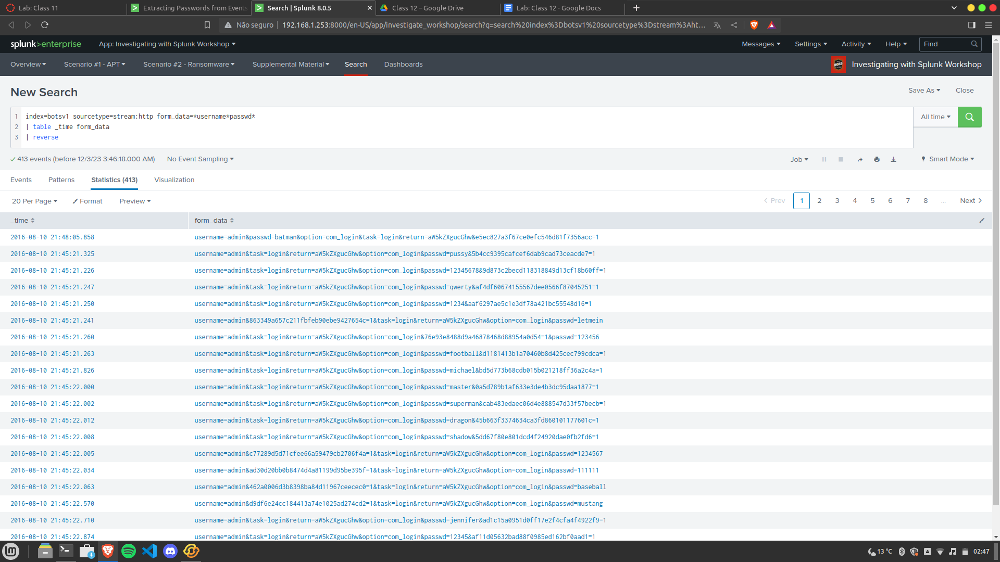 Lab: Class 11
Extracting Passwords from Events
Search | Splunk 8.0.5
Class 12 – Google Drive
Lab: Class 12 - Google Docs
Não seguro
192.168.1.253:8000/en-US/app/investigate_workshop/search?q=search%20index%3Dbotsv1%20sourcetype%3Dstream%3Aht...
splunk>enterprise
App: Investigating with Splunk Workshop
Messages
Settings
Activity
Help
Find
Overview
Scenario #1 - APT
Scenario #2 - Ransomware
Supplemental Material
Search
Dashboards
BOSS
Investigating with Splunk Workshop
New Search
Save As
Close
1 index=botsv1 sourcetype=stream:http form_data=*username*passwd*
2 | table _time form_data
3 | reverse
All time
413 events (before 12/3/23 3:46:18.000 AM)
No Event Sampling
Job
Smart Mode
Events
Patterns
Statistics (413)
Visualization
20 Per Page
Format
Preview
Prev 1 2 3 4 5 6 7 8 ... Next
_time form_data
2016-08-10 21:48:05.858 username=admin&passwd=batman&option=com_login&task=login&return=aW5kZXgucGhw&e5ec827a3f67ce0efc546d81f7356acc=1
2016-08-10 21:45:21.325 username=admin&task=login&return=aW5kZXgucGhw&option=com_login&passwd=pussy&5b4cc9395cafcef6dab9cad73ceacde7=1
2016-08-10 21:45:21.226 username=admin&task=login&return=aW5kZXgucGhw&option=com_login&passwd=12345678&9d873c2becd118318849d13cf18b60ff=1
2016-08-10 21:45:21.247 username=admin&task=login&return=aW5kZXgucGhw&option=com_login&passwd=qwerty&af4df60674155567dee0566f87045251=1
2016-08-10 21:45:21.250 username=admin&task=login&return=aW5kZXgucGhw&option=com_login&passwd=1234&aaf6297ae5c1e3df78a421bc55548d16=1
2016-08-10 21:45:21.241 username=admin&863349a657c211fbfeb90ebe9427654c=1&task=login&return=aW5kZXgucGhw&option=com_login&passwd=letmein
2016-08-10 21:45:21.260 username=admin&task=login&return=aW5kZXgucGhw&option=com_login&76e93e8488d9a46878468d88954a0d54=1&passwd=123456
2016-08-10 21:45:21.263 username=admin&task=login&return=aW5kZXgucGhw&option=com_login&passwd=football&d1181413b1a70460b8d425cec799cdca=1
2016-08-10 21:45:21.826 username=admin&task=login&return=aW5kZXgucGhw&option=com_login&passwd=michael&bd5d773b68cdb015b021218ff36a2c4a=1
2016-08-10 21:45:22.000 username=admin&task=login&return=aW5kZXgucGhw&option=com_login&passwd=master&0a5d789b1af633e3de4b3dc95daa1877=1
2016-08-10 21:45:22.002 username=admin&task=login&return=aW5kZXgucGhw&option=com_login&passwd=superman&cab483edaec06d4e888547d33f57becb=1
2016-08-10 21:45:22.012 username=admin&task=login&return=aW5kZXgucGhw&option=com_login&passwd=dragon&45b663f3374634ca3fd860101177601c=1
2016-08-10 21:45:22.008 username=admin&task=login&return=aW5kZXgucGhw&option=com_login&passwd=shadow&5dd67f80e801dcd4f24920dae0fb2fd6=1
2016-08-10 21:45:22.005 username=admin&c77289d5d71cfee66a59479cb2706f4a=1&task=login&return=aW5kZXgucGhw&option=com_login&passwd=1234567
2016-08-10 21:45:22.034 username=admin&ad30d20bb0b8474d4a81199d95be395f=1&task=login&return=aW5kZXgucGhw&option=com_login&passwd=111111
2016-08-10 21:45:22.063 username=admin&462a0006d3b8398ba84d11967ceecec0=1&task=login&return=aW5kZXgucGhw&option=com_login&passwd=baseball
2016-08-10 21:45:22.570 username=admin&d9df6e24cc184413a74e1025ad274cd2=1&task=login&return=aW5kZXgucGhw&option=com_login&passwd=mustang
2016-08-10 21:45:22.710 username=admin&task=login&return=aW5kZXgucGhw&option=com_login&passwd=jennifer&ad1c15a0951d0ff17e2f4cfa4f4922f9=1
2016-08-10 21:45:22.874 username=admin&task=login&return=aW5kZXgucGhw&option=com_login&passwd=12345&af11d05632bad88f0985ed162bf0aad1=1
13 °C
02:47